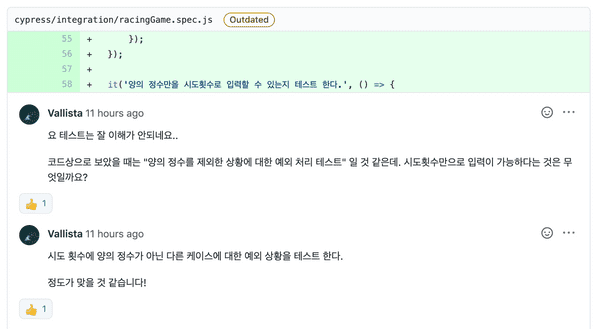 cypress/integration/racingGame.spec.js Outdated
55 + });
56 + });
57 +
58 + it('양의 정수만을 시도횟수로 입력할 수 있는지 테스트 한다.', () => {
Vallista 11 hours ago
요 테스트는 잘 이해가 안되네요..
코드상으로 보았을 때는 "양의 정수를 제외한 상황에 대한 예외 처리 테스트" 일 것 같은데. 시도횟수만으로 입력이 가능하다는 것은 무
엇일까요?
👍 1
Vallista 11 hours ago
시도 횟수에 양의 정수가 아닌 다른 케이스에 대한 예외 상황을 테스트 한다.
정도가 맞을 것 같습니다!
👍 1